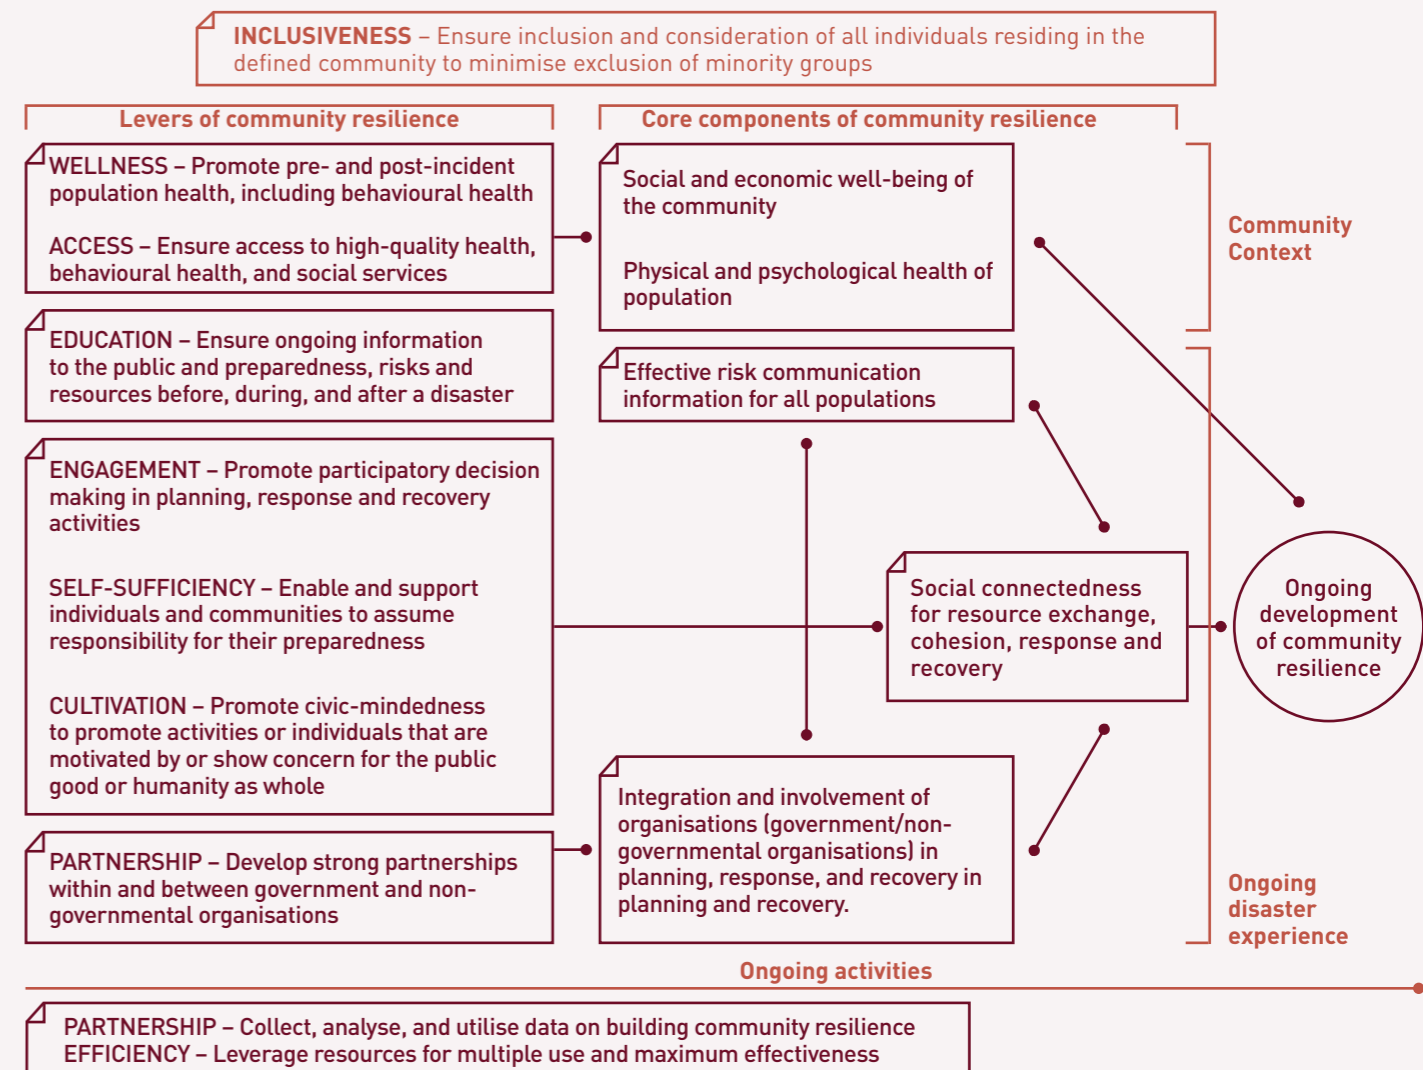 INCLUSIVENESS – Ensure inclusion and consideration of all individuals residing in the
defined community to minimise exclusion of minority groups
Levers of community resilience
Core components of community resilience
WELLNESS – Promote pre- and post-incident
population health, including behavioural health
ACCESS – Ensure access to high-quality health,
behavioural health, and social services
Social and economic well-being of
the community
Physical and psychological health of
population
Community
Context
EDUCATION – Ensure ongoing information
to the public and preparedness, risks and
resources before, during, and after a disaster
Effective risk communication
information for all populations
ENGAGEMENT – Promote participatory decision
making in planning, response and recovery
activities
SELF-SUFFICIENCY – Enable and support
individuals and communities to assume
responsibility for their preparedness
CULTIVATION – Promote civic-mindedness
to promote activities or individuals that are
motivated by or show concern for the public
good or humanity as whole
Social connectedness
for resource exchange,
cohesion, response and
recovery
Ongoing
development
of community
resilience
PARTNERSHIP – Develop strong partnerships
within and between government and non-
governmental organisations
Integration and involvement of
organisations (government/non-
governmental organisations) in
planning, response, and recovery in
planning and recovery.
Ongoing
disaster
experience
Ongoing activities
PARTNERSHIP – Collect, analyse, and utilise data on building community resilience
EFFICIENCY – Leverage resources for multiple use and maximum effectiveness